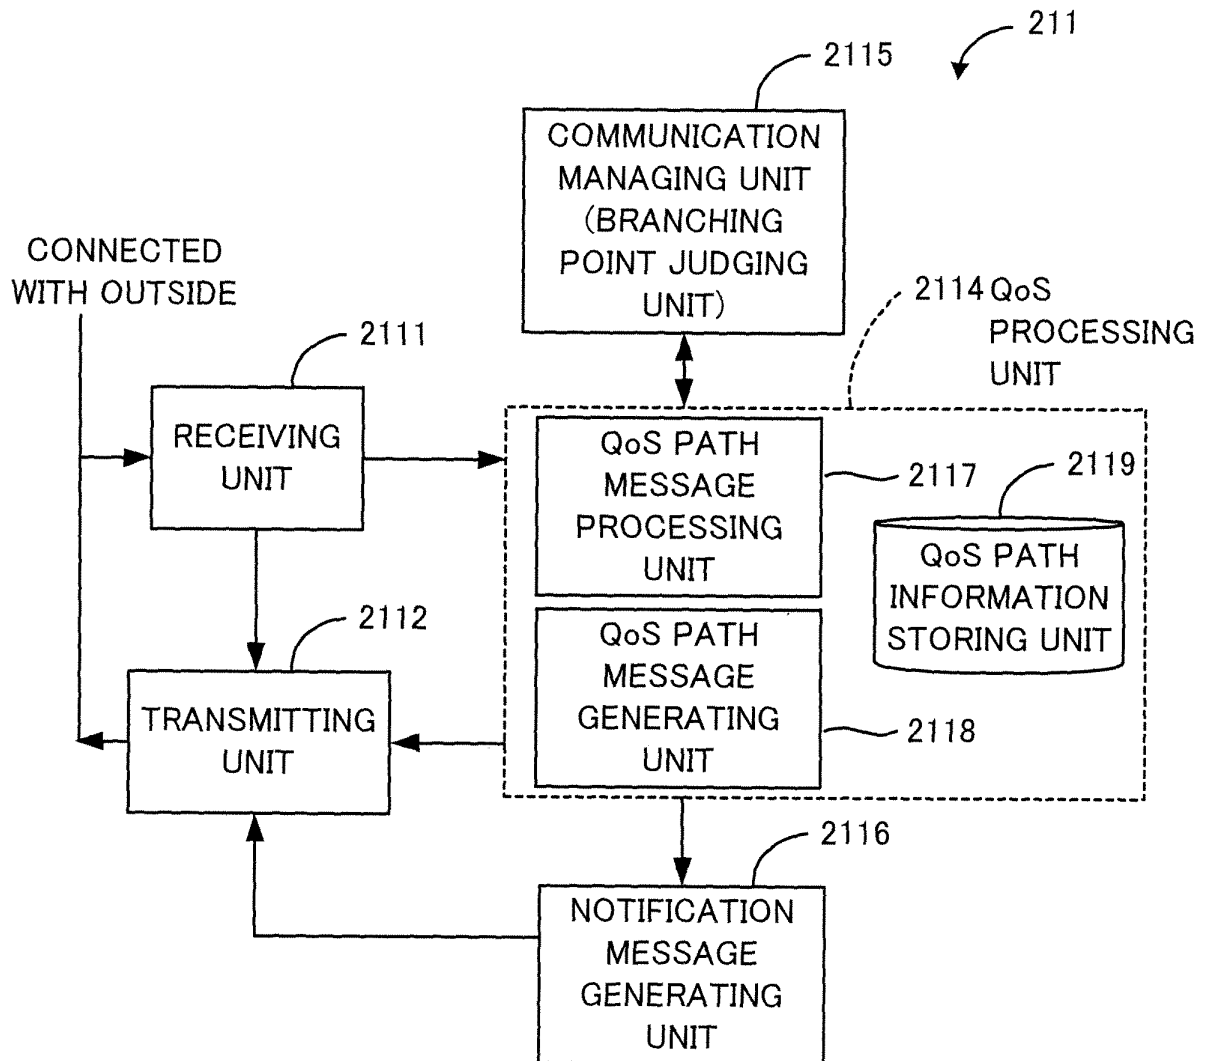 211
2115
COMMUNICATION
MANAGING UNIT
(BRANCHING
POINT JUDGING
UNIT)
CONNECTED
WITH OUTSIDE
2114 QoS
PROCESSING
UNIT
2111
RECEIVING
UNIT
QoS PATH
MESSAGE
PROCESSING
UNIT
2117
2119
QoS PATH
INFORMATION
STORING UNIT
2112
TRANSMITTING
UNIT
QoS PATH
MESSAGE
GENERATING
UNIT
2118
2116
NOTIFICATION
MESSAGE
GENERATING
UNIT